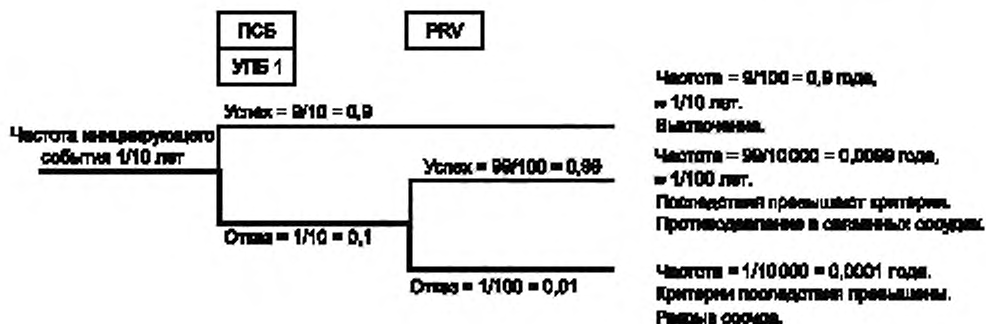 ПСБ
PRV
УПБ 1
Успех = 9/10 = 0,9
Частота инициирующего
события 1/10 лет
Успех = 99/100 = 0,99
Отказ = 1/10 = 0,1
Отказ = 1/100 = 0,01
Частота = 9/100 = 0,9 года,
≈ 1/10 лет.
Выключение.
Частота = 99/10000 = 0,0099 года,
≈ 1/100 лет.
Последствия превышают критерии.
Противодавление в связанных сосудах.
Частота = 1/10000 = 0,0001 года.
Критерии последствия превышены.
Разрыв сосуда.